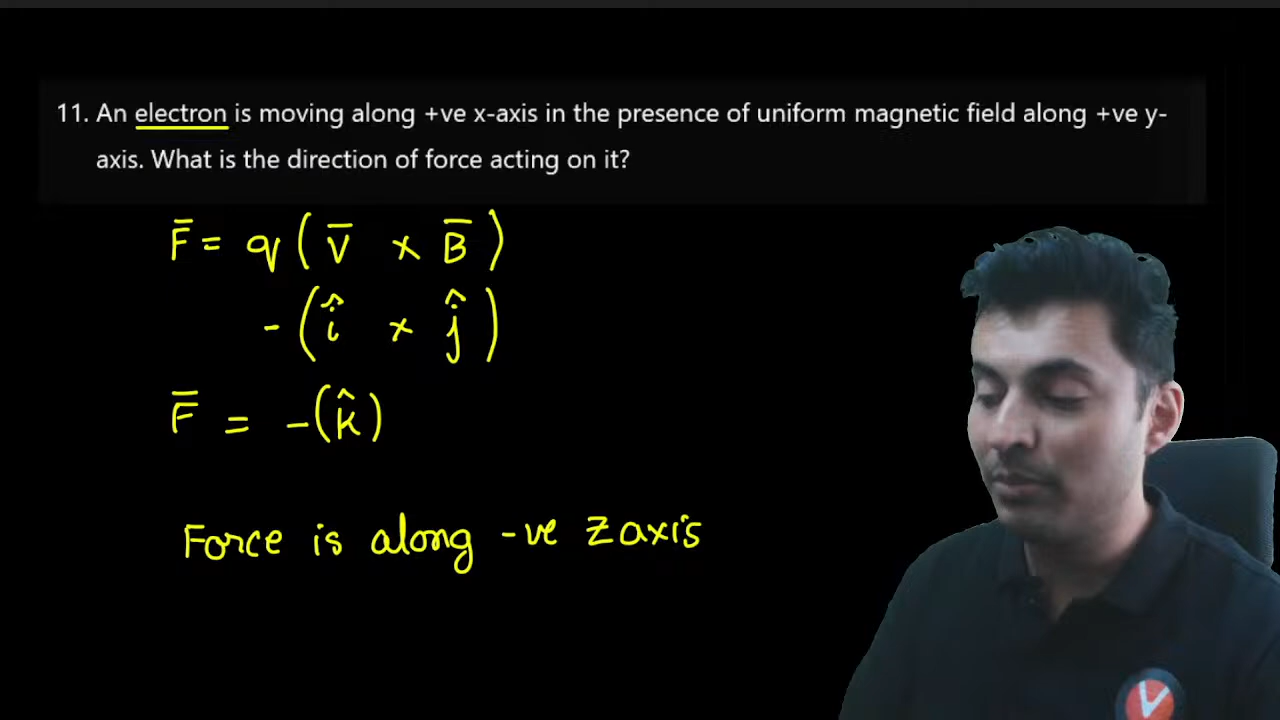 11. An electron is moving along +ve x-axis in the presence of uniform magnetic field along +ve y-
axis. What is the direction of force acting on it?
F̄ = q ( V̄ × B̄ )
- ( î × ĵ )
F̄ = -( k̂ )
Force is along -ve z axis
V